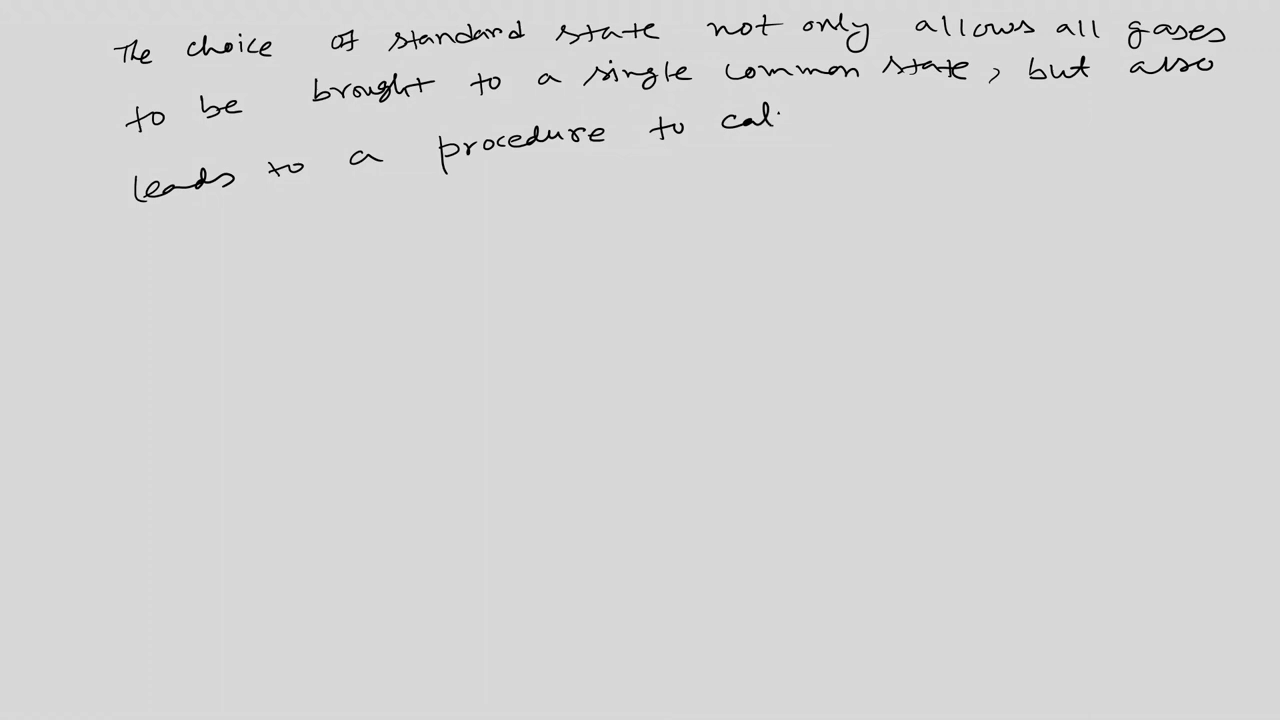 The choice of standard state not only allows all gases
to be brought to a single common state, but also
leads to a procedure to cal